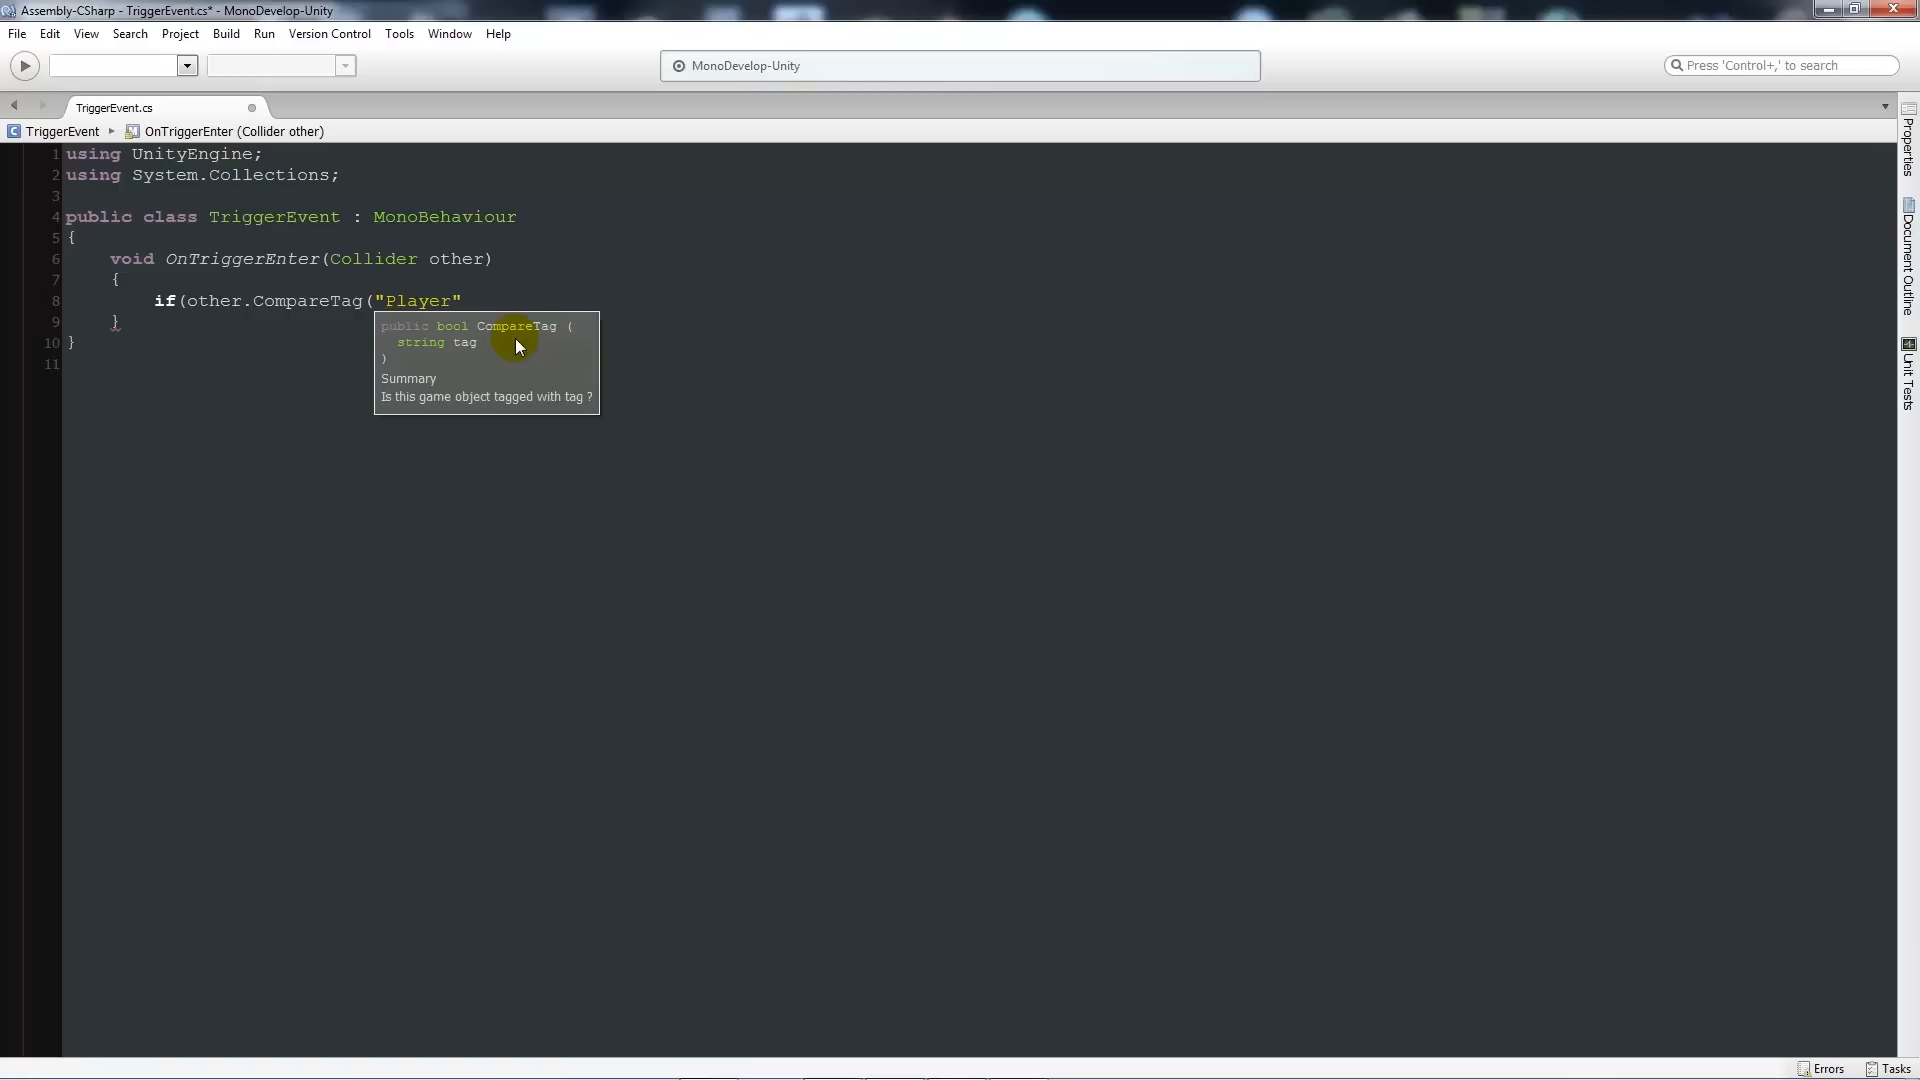 Assembly-CSharp - TriggerEvent.cs* - MonoDevelop-Unity
File Edit View Search Project Build Run Version Control Tools Window Help
MonoDevelop-Unity
Press 'Control+,' to search
TriggerEvent.cs
C TriggerEvent OnTriggerEnter (Collider other)
1 using UnityEngine;
2 using System.Collections;
3
4 public class TriggerEvent : MonoBehaviour
5 {
6 void OnTriggerEnter(Collider other)
7 {
8 if(other.CompareTag("Player"
9 }
10 }
11
public bool CompareTag (
string tag
)
Summary
Is this game object tagged with tag ?
Properties
Document Outline
Unit Tests
Errors Tasks